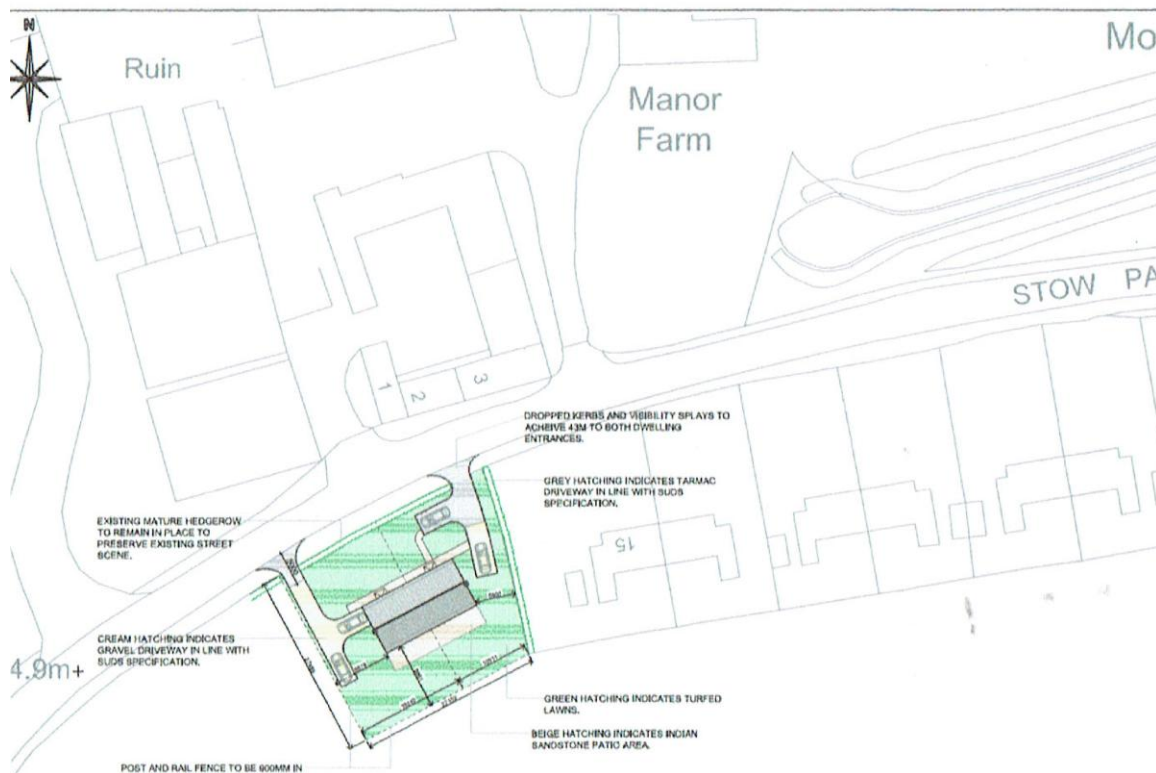 N
Ruin
Mo
Manor
Farm
STOW PA
1
2
3
DROPPED KERBS AND VISIBILITY SPLAYS TO
ACHEIVE 43M TO BOTH DWELLING
ENTRANCES.
GREY HATCHING INDICATES TARMAC
DRIVEWAY IN LINE WITH SUDS
SPECIFICATION.
EXISTING MATURE HEDGEROW
TO REMAIN IN PLACE TO
PRESERVE EXISTING STREET
SCENE.
15
CREAM HATCHING INDICATES
GRAVEL DRIVEWAY IN LINE WITH
SUDS SPECIFICATION.
4.9m+
GREEN HATCHING INDICATES TURFED
LAWNS.
BEIGE HATCHING INDICATES INDIAN
SANDSTONE PATIO AREA.
POST AND RAIL FENCE TO BE 900MM IN